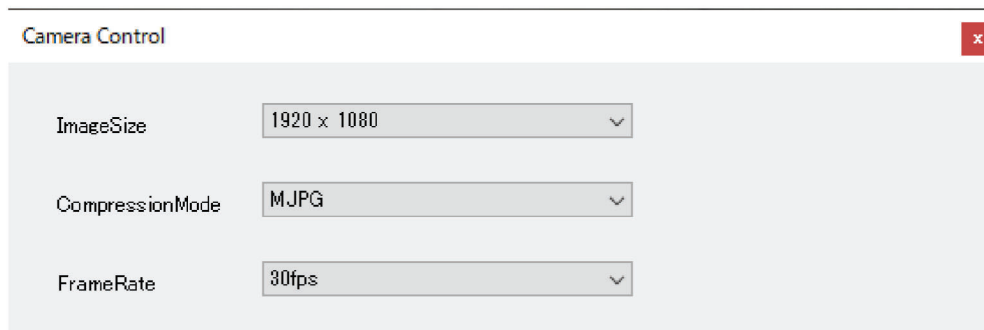 Camera Control
x
ImageSize
1920 x 1080
CompressionMode
MJPG
FrameRate
30fps